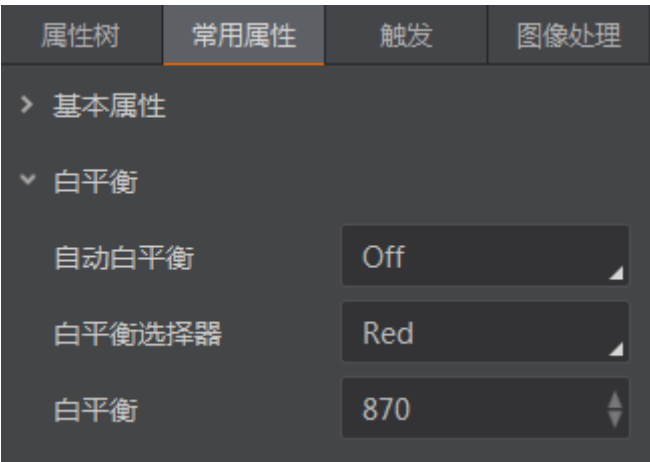 属性树 常用属性 触发 图像处理
基本属性
白平衡
自动白平衡 Off
白平衡选择器 Red
白平衡 870